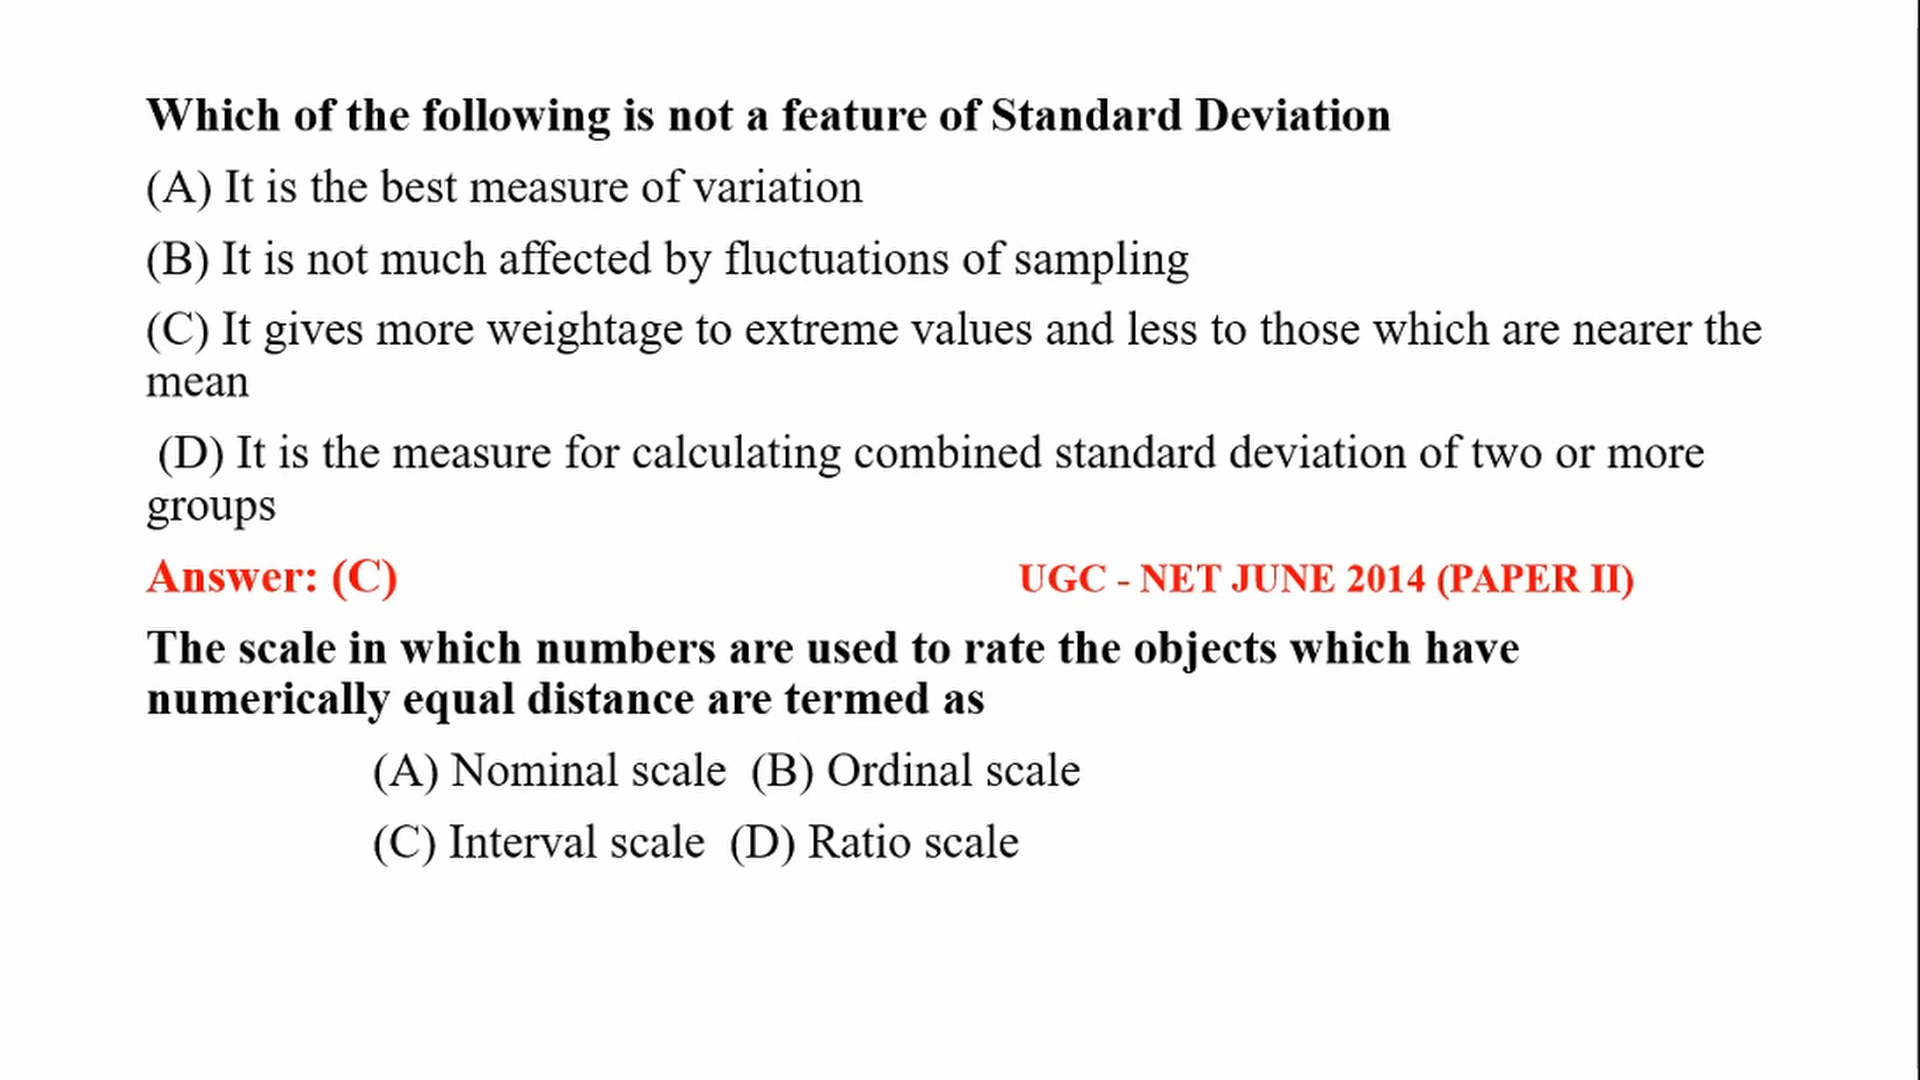 Which of the following is not a feature of Standard Deviation
(A) It is the best measure of variation
(B) It is not much affected by fluctuations of sampling
(C) It gives more weightage to extreme values and less to those which are nearer the
mean
(D) It is the measure for calculating combined standard deviation of two or more
groups
Answer: (C) UGC - NET JUNE 2014 (PAPER II)
The scale in which numbers are used to rate the objects which have
numerically equal distance are termed as
(A) Nominal scale (B) Ordinal scale
(C) Interval scale (D) Ratio scale